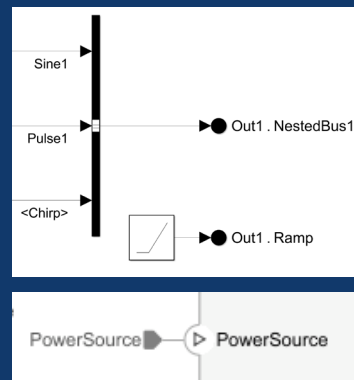 Sine1
Pulse1
Out1 . NestedBus1
<Chirp>
Out1 . Ramp
PowerSource PowerSource